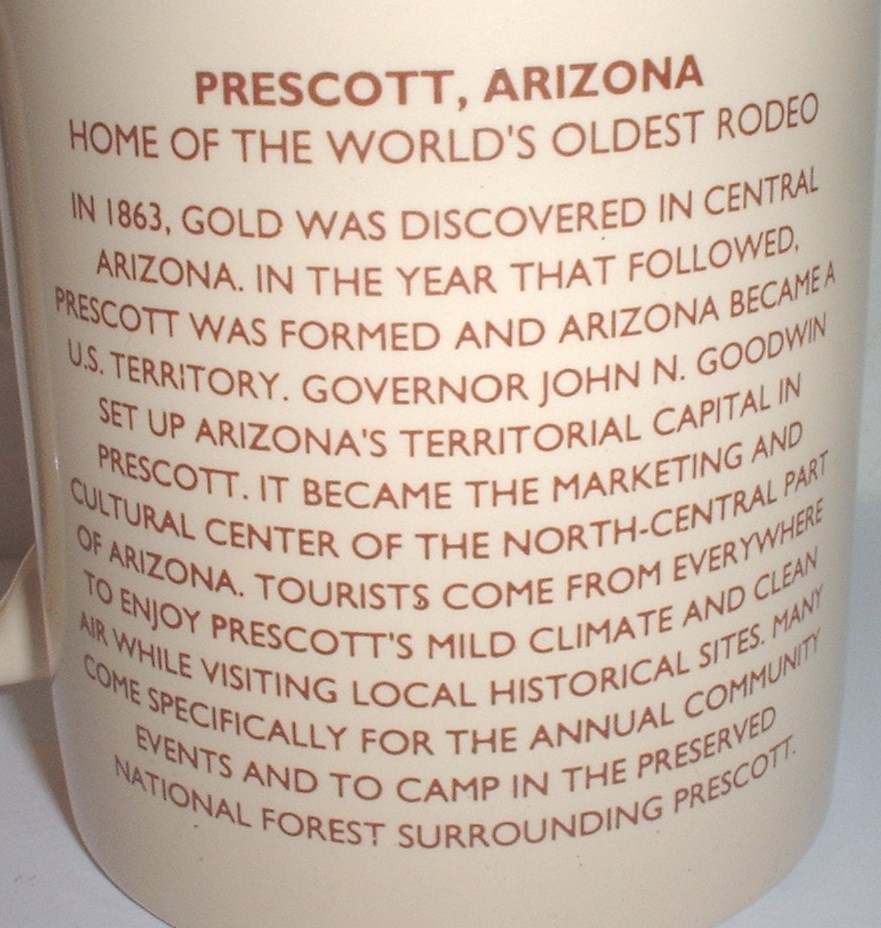 PRESCOTT, ARIZONA
HOME OF THE WORLD'S OLDEST RODEO
IN 1863, GOLD WAS DISCOVERED IN CENTRAL
ARIZONA. IN THE YEAR THAT FOLLOWED,
PRESCOTT WAS FORMED AND ARIZONA BECAME A
U.S. TERRITORY. GOVERNOR JOHN N. GOODWIN
SET UP ARIZONA'S TERRITORIAL CAPITAL IN
PRESCOTT. IT BECAME THE MARKETING AND
CULTURAL CENTER OF THE NORTH-CENTRAL PART
OF ARIZONA. TOURISTS COME FROM EVERYWHERE
TO ENJOY PRESCOTT'S MILD CLIMATE AND CLEAN
AIR WHILE VISITING LOCAL HISTORICAL SITES. MANY
COME SPECIFICALLY FOR THE ANNUAL COMMUNITY
EVENTS AND TO CAMP IN THE PRESERVED
NATIONAL FOREST SURROUNDING PRESCOTT.